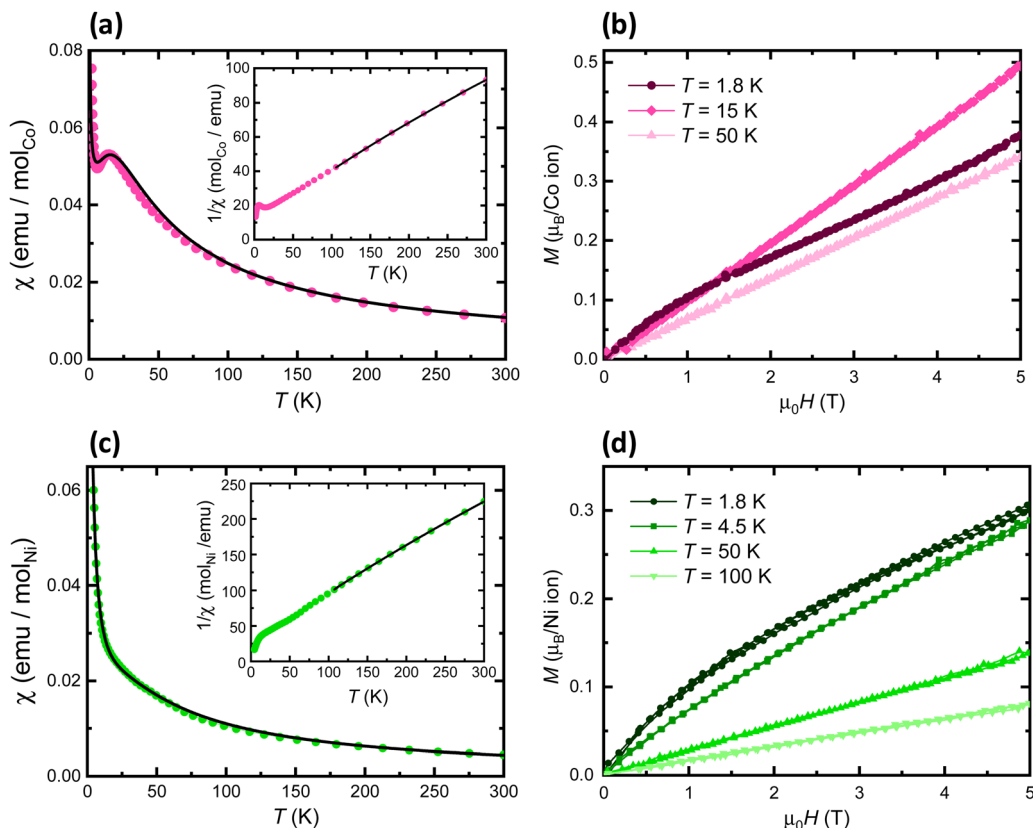 (a)
0.08
0.06
0.04
0.02
0.00
χ (emu / mol_Co)
0 50 100 150 200 250 300
T (K)
100
80
60
40
20
0
1/χ (mol_Co / emu)
0 50 100 150 200 250 300
T (K)
(b)
0.5
0.4
0.3
0.2
0.1
0.0
M (μ_B/Co ion)
T = 1.8 K
T = 15 K
T = 50 K
0 1 2 3 4 5
μ_0H (T)
(c)
0.06
0.04
0.02
0.00
χ (emu / mol_Ni)
0 50 100 150 200 250 300
T (K)
250
225
175
150
125
100
75
50
25
0
1/χ (mol_Ni /emu)
0 50 100 150 200 250 300
T (K)
(d)
0.3
0.2
0.1
0.0
M (μ_B/Ni ion)
T = 1.8 K
T = 4.5 K
T = 50 K
T = 100 K
0 1 2 3 4 5
μ_0H (T)